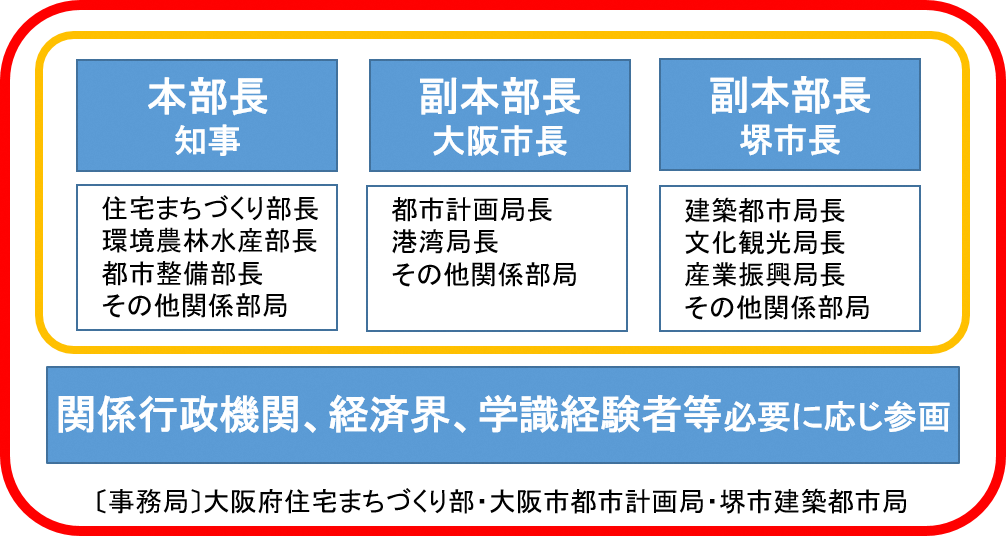 本部長
知事
住宅まちづくり部長
環境農林水産部長
都市整備部長
その他関係部局
副本部長
大阪市長
都市計画局長
港湾局長
その他関係部局
副本部長
堺市長
建築都市局長
文化観光局長
産業振興局長
その他関係部局
関係行政機関、経済界、学識経験者等必要に応じ参画
〔事務局〕大阪府住宅まちづくり部・大阪市都市計画局・堺市建築都市局